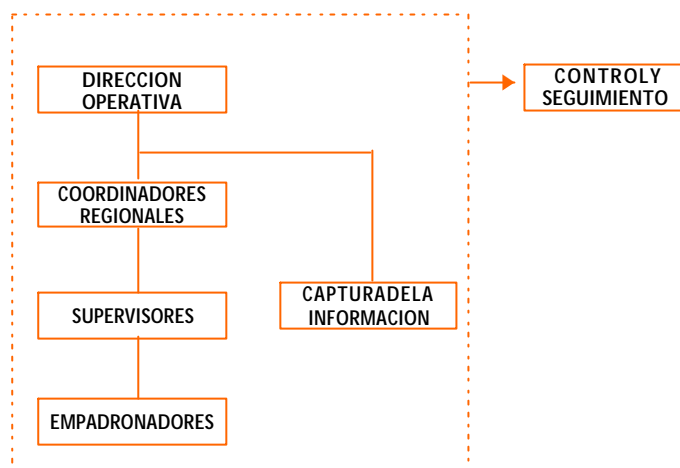 DIRECCION
OPERATIVA
CONTROLY
SEGUIMIENTO
COORDINADORES
REGIONALES
SUPERVISORES
CAPTURADELA
INFORMACION
EMPADRONADORES